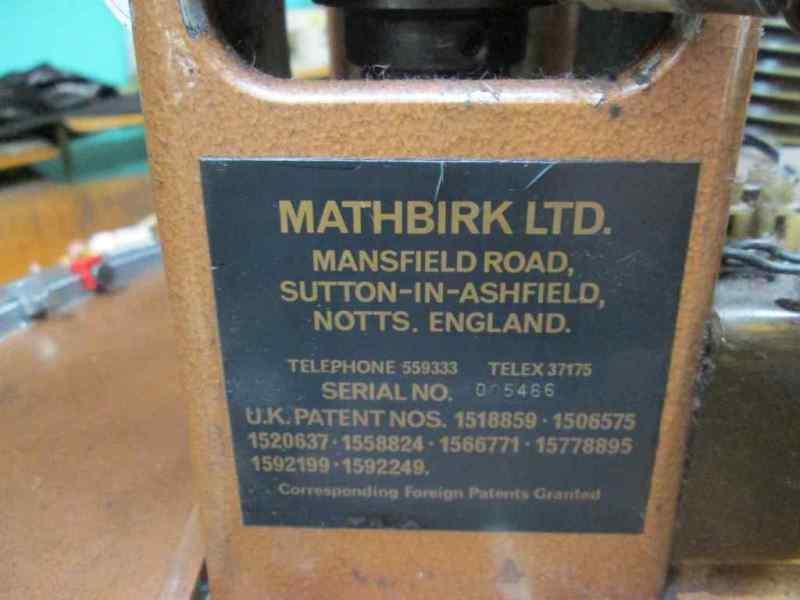 MATHBIRK LTD.
MANSFIELD ROAD,
SUTTON-IN-ASHFIELD,
NOTTS. ENGLAND.
TELEPHONE 559333 TELEX 37175
SERIAL NO. 005486
U.K. PATENT NOS. 1518859 · 1506575
1520637 · 1558824 · 1566771 · 15778895
1592199 · 1592249.
Corresponding Foreign Patents Granted